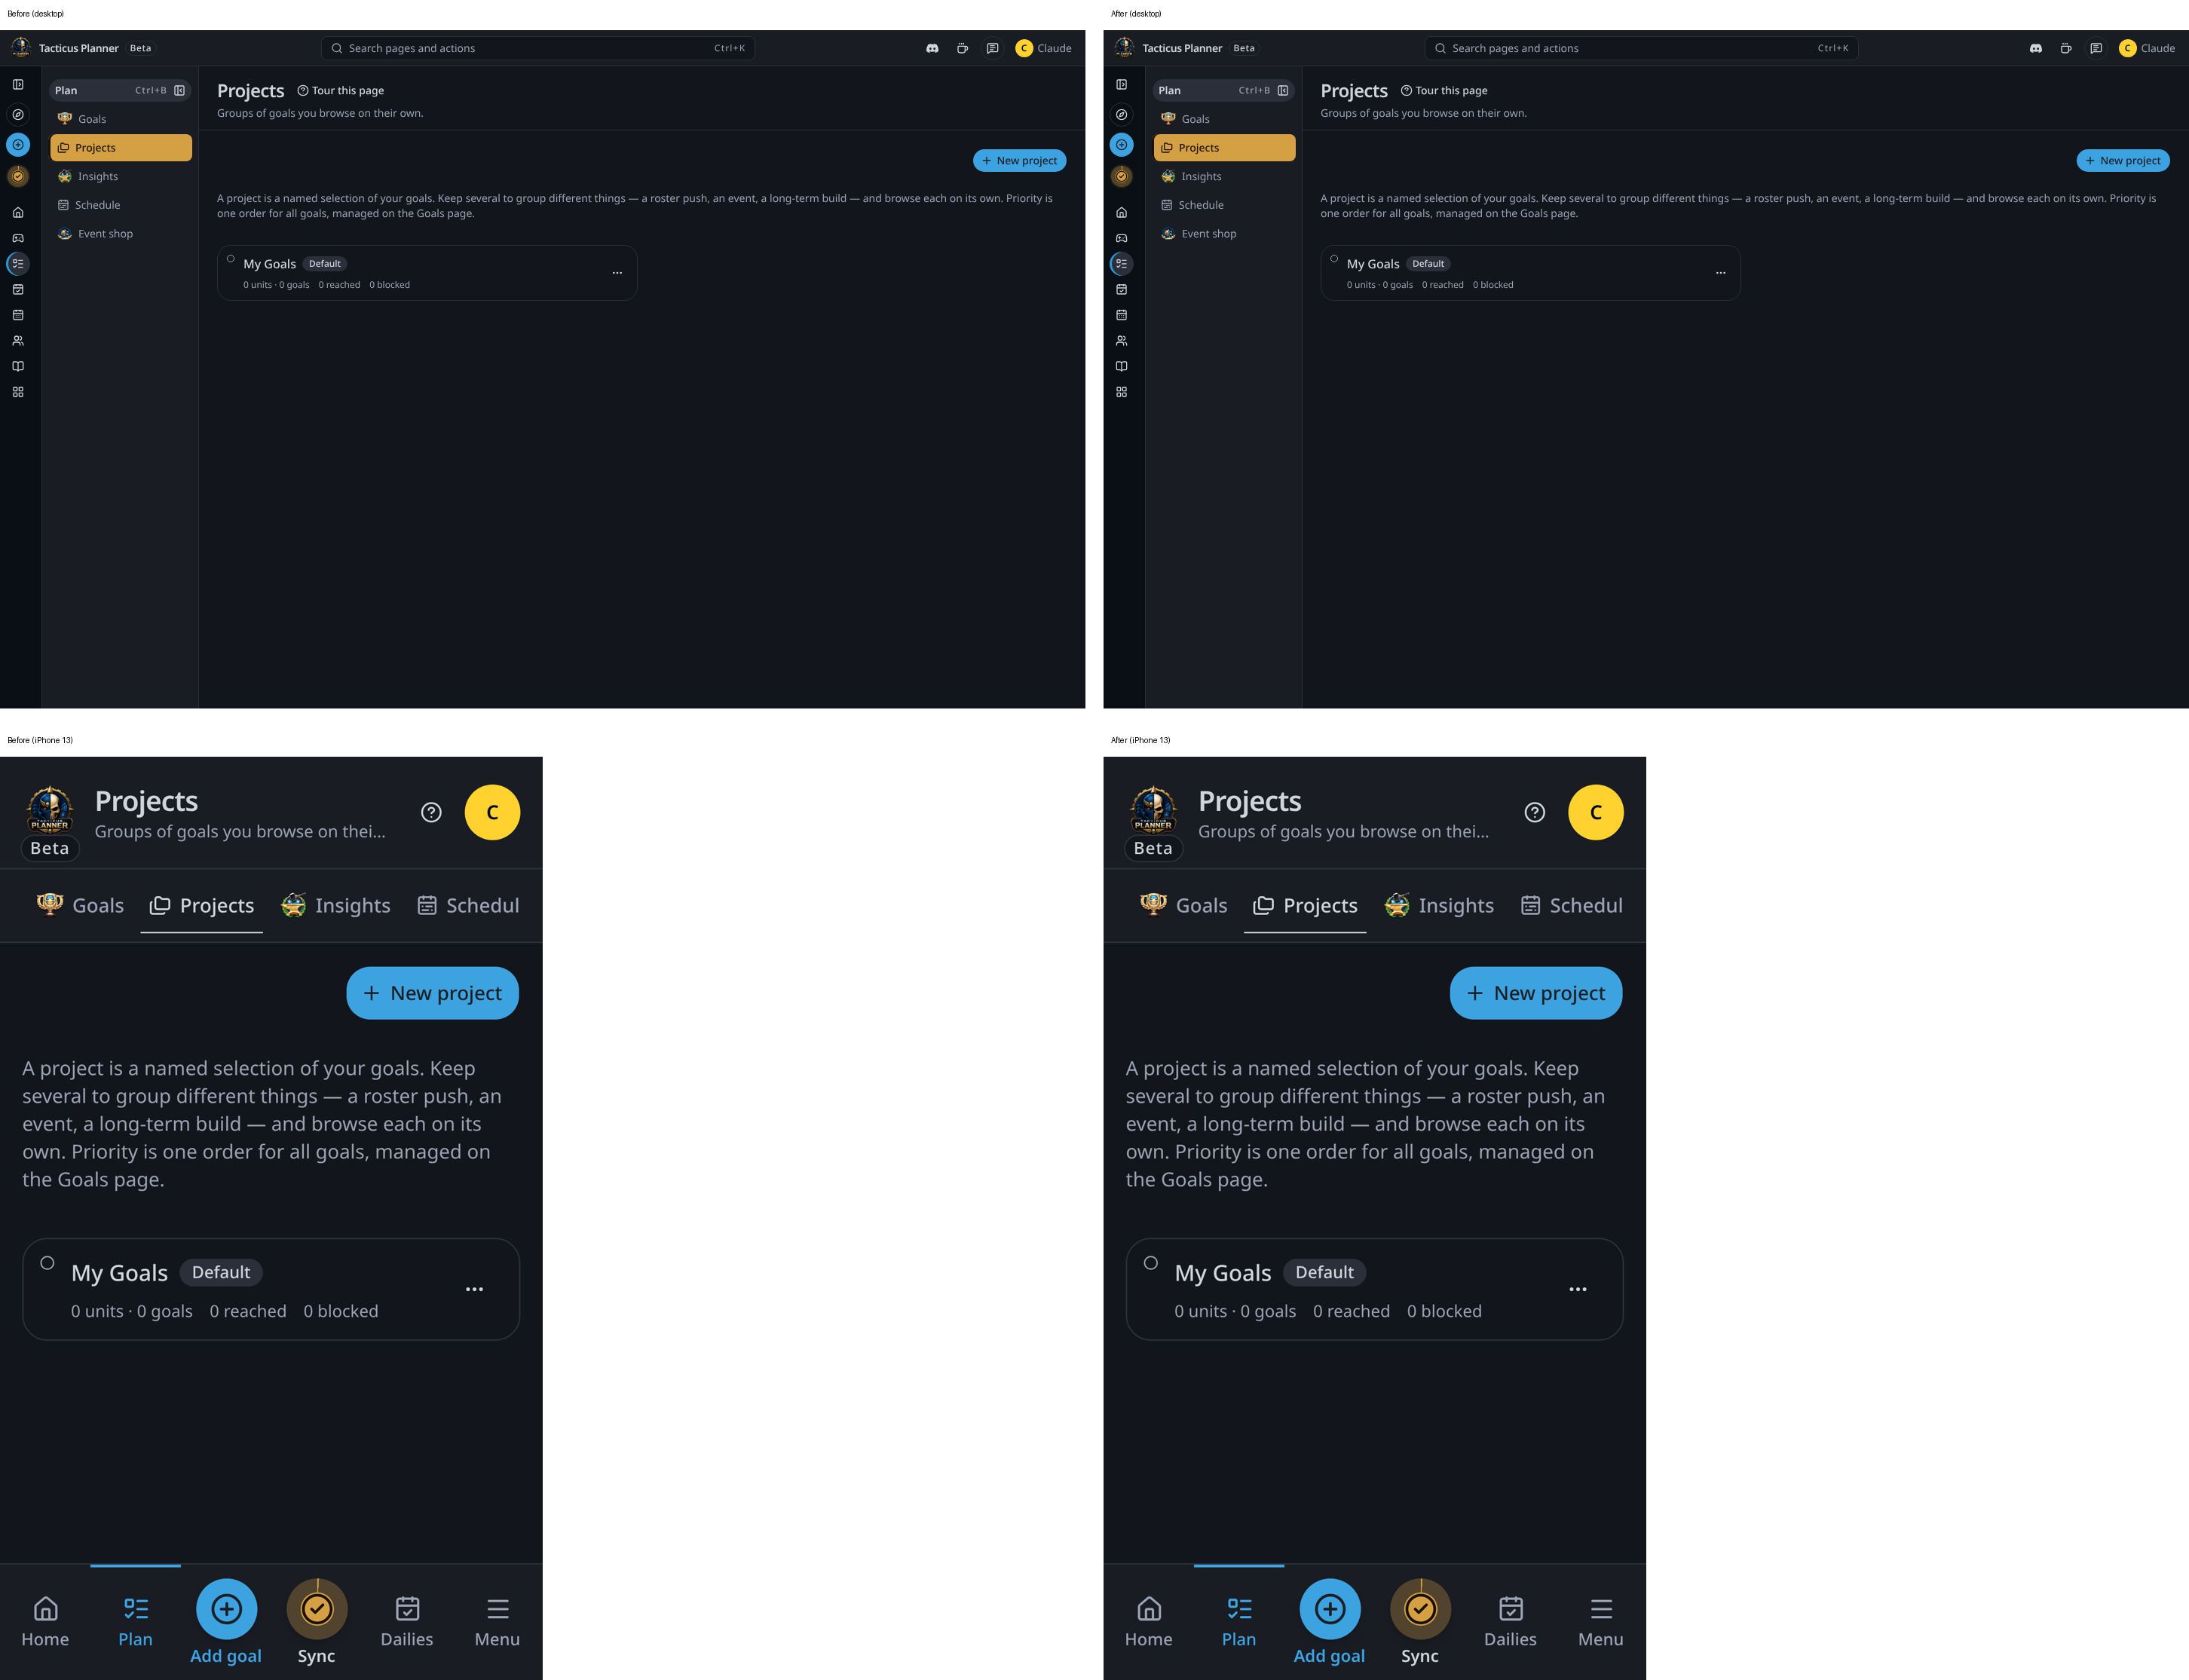 Before (desktop)
Tacticus Planner Beta
Search pages and actions Ctrl+K
C Claude
Plan Ctrl+B
Goals
Projects
Insights
Schedule
Event shop
Projects Tour this page
Groups of goals you browse on their own.
+ New project
A project is a named selection of your goals. Keep several to group different things — a roster push, an event, a long-term build — and browse each on its own. Priority is
one order for all goals, managed on the Goals page.
My Goals Default
0 units · 0 goals 0 reached 0 blocked
After (desktop)
Tacticus Planner Beta
Search pages and actions Ctrl+K
C Claude
Plan Ctrl+B
Goals
Projects
Insights
Schedule
Event shop
Projects Tour this page
Groups of goals you browse on their own.
+ New project
A project is a named selection of your goals. Keep several to group different things — a roster push, an event, a long-term build — and browse each on its own. Priority is
one order for all goals, managed on the Goals page.
My Goals Default
0 units · 0 goals 0 reached 0 blocked
Before (iPhone 13)
PLANNER
Beta
Projects
Groups of goals you browse on thei...
C
Goals Projects Insights Schedul
+ New project
A project is a named selection of your goals. Keep
several to group different things — a roster push, an
event, a long-term build — and browse each on its
own. Priority is one order for all goals, managed on
the Goals page.
My Goals Default
0 units · 0 goals 0 reached 0 blocked
Home Plan Add goal Sync Dailies Menu
After (iPhone 13)
PLANNER
Beta
Projects
Groups of goals you browse on thei...
C
Goals Projects Insights Schedul
+ New project
A project is a named selection of your goals. Keep
several to group different things — a roster push, an
event, a long-term build — and browse each on its
own. Priority is one order for all goals, managed on
the Goals page.
My Goals Default
0 units · 0 goals 0 reached 0 blocked
Home Plan Add goal Sync Dailies Menu